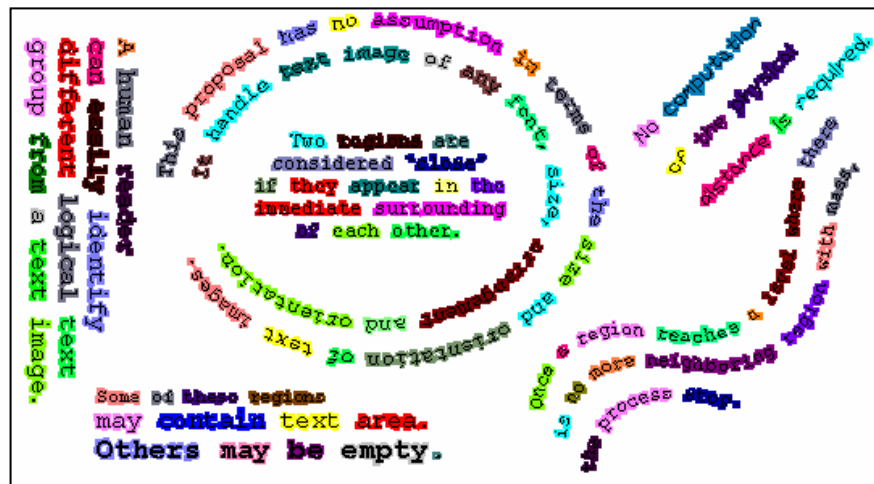 A human reader
can easily identify
different logical text
group from a text image.
This proposal has no assumption in terms of the size and orientation of text images.
It handle text image of any font, size, arrangement and orientation.
Two regions are
considered "close"
if they appear in the
immediate surrounding
of each other.
No computation
of the physical
distance is required.
Once a region reaches a level there
is no more neighboring region with mass,
the process stop.
Some of these regions
may contain text area.
Others may be empty.